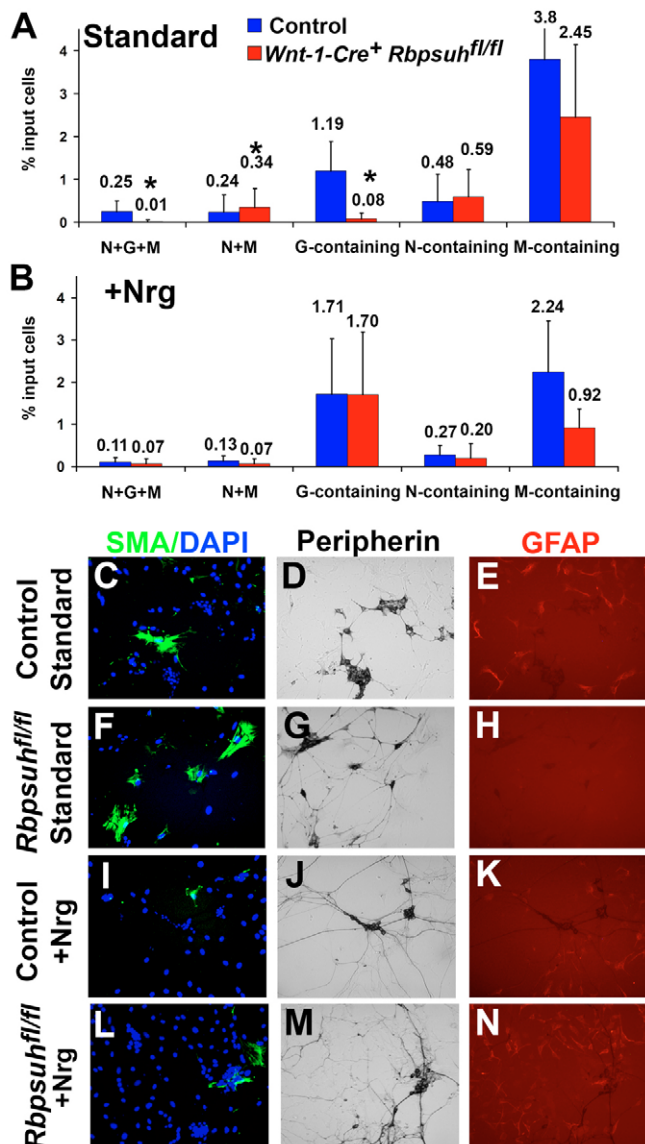 A
Standard
Control
Wnt-1-Cre+ Rbpsuhfl/fl
% input cells
4
3
2
1
0
0.25
*
0.01
0.24
*
0.34
1.19
*
0.08
0.48
0.59
3.8
2.45
N+G+M
N+M
G-containing
N-containing
M-containing
B
+Nrg
% input cells
4
3
2
1
0
0.11
0.07
0.13
0.07
1.71
1.70
0.27
0.20
2.24
0.92
N+G+M
N+M
G-containing
N-containing
M-containing
SMA/DAPI
Peripherin
GFAP
Control
Standard
C
D
E
Rbpsuhfl/fl
Standard
F
G
H
Control
+Nrg
I
J
K
Rbpsuhfl/fl
+Nrg
L
M
N